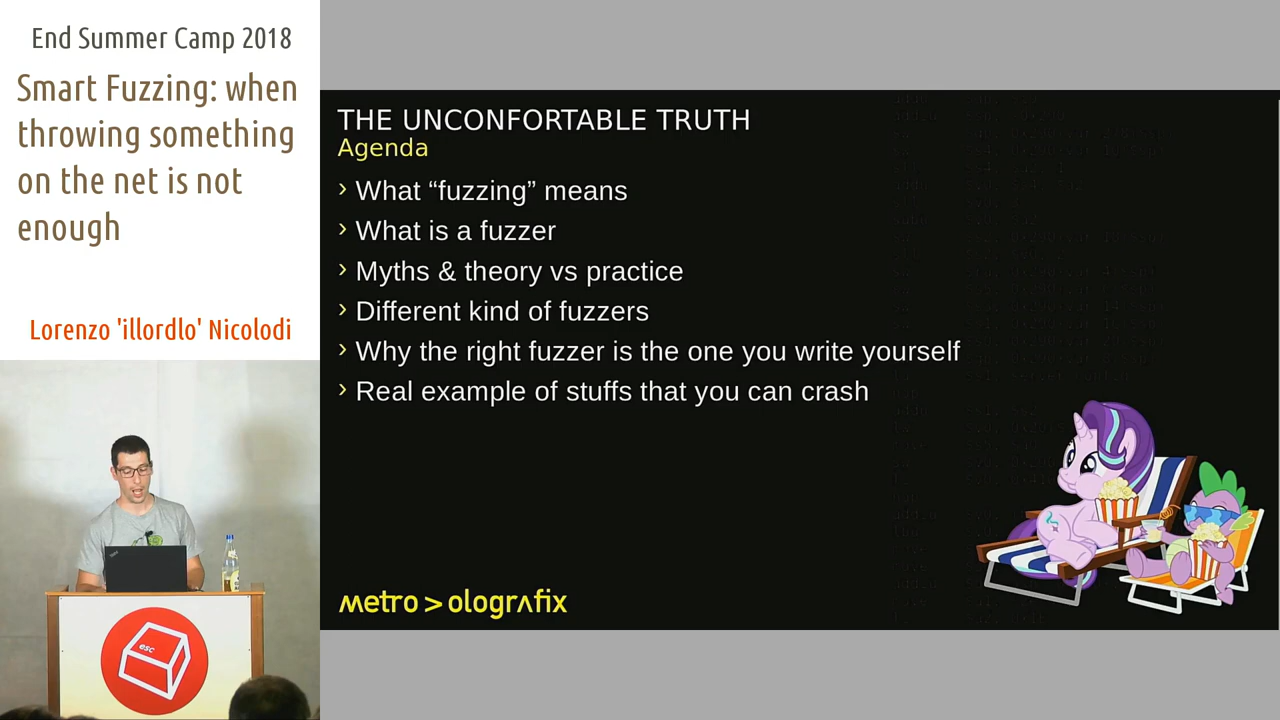 End Summer Camp 2018
Smart Fuzzing: when
throwing something
on the net is not
enough
Lorenzo 'illordlo' Nicolodi
THE UNCONFORTABLE TRUTH
Agenda
› What “fuzzing” means
› What is a fuzzer
› Myths & theory vs practice
› Different kind of fuzzers
› Why the right fuzzer is the one you write yourself
› Real example of stuffs that you can crash
metro > olografix
esc